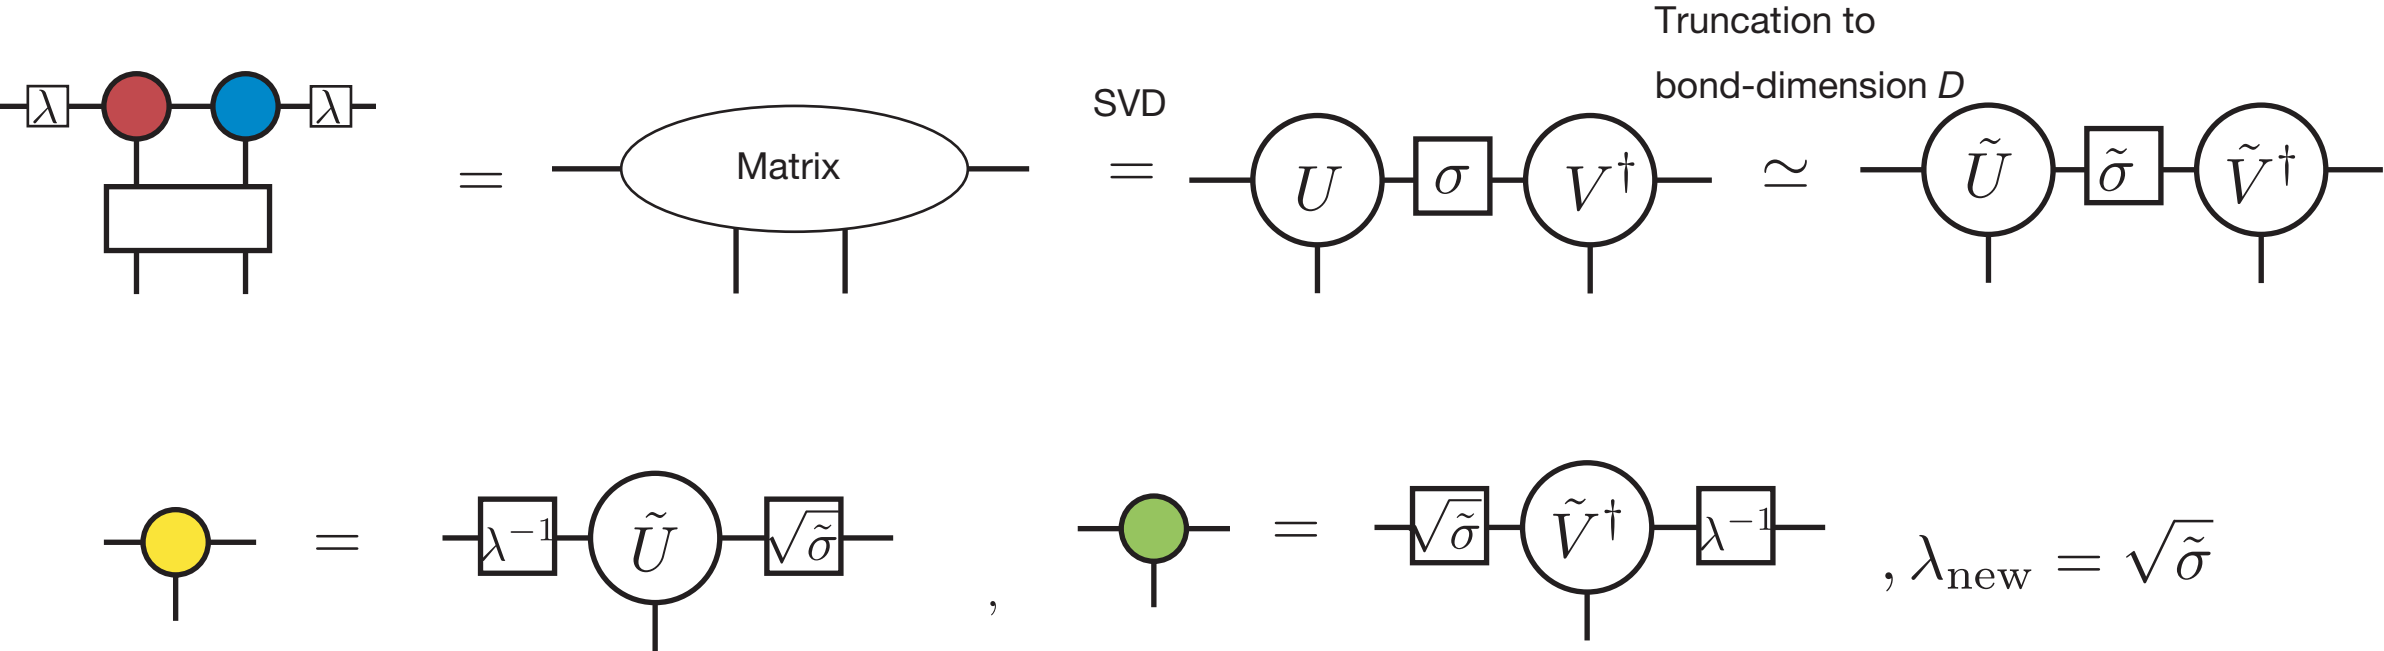 Truncation to
bond-dimension D
λ λ = Matrix SVD = U σ V† ≃ Ũ σ̃ Ṽ†
= λ⁻¹ Ũ √σ̃ , = √σ̃ Ṽ† λ⁻¹ , λnew = √σ̃